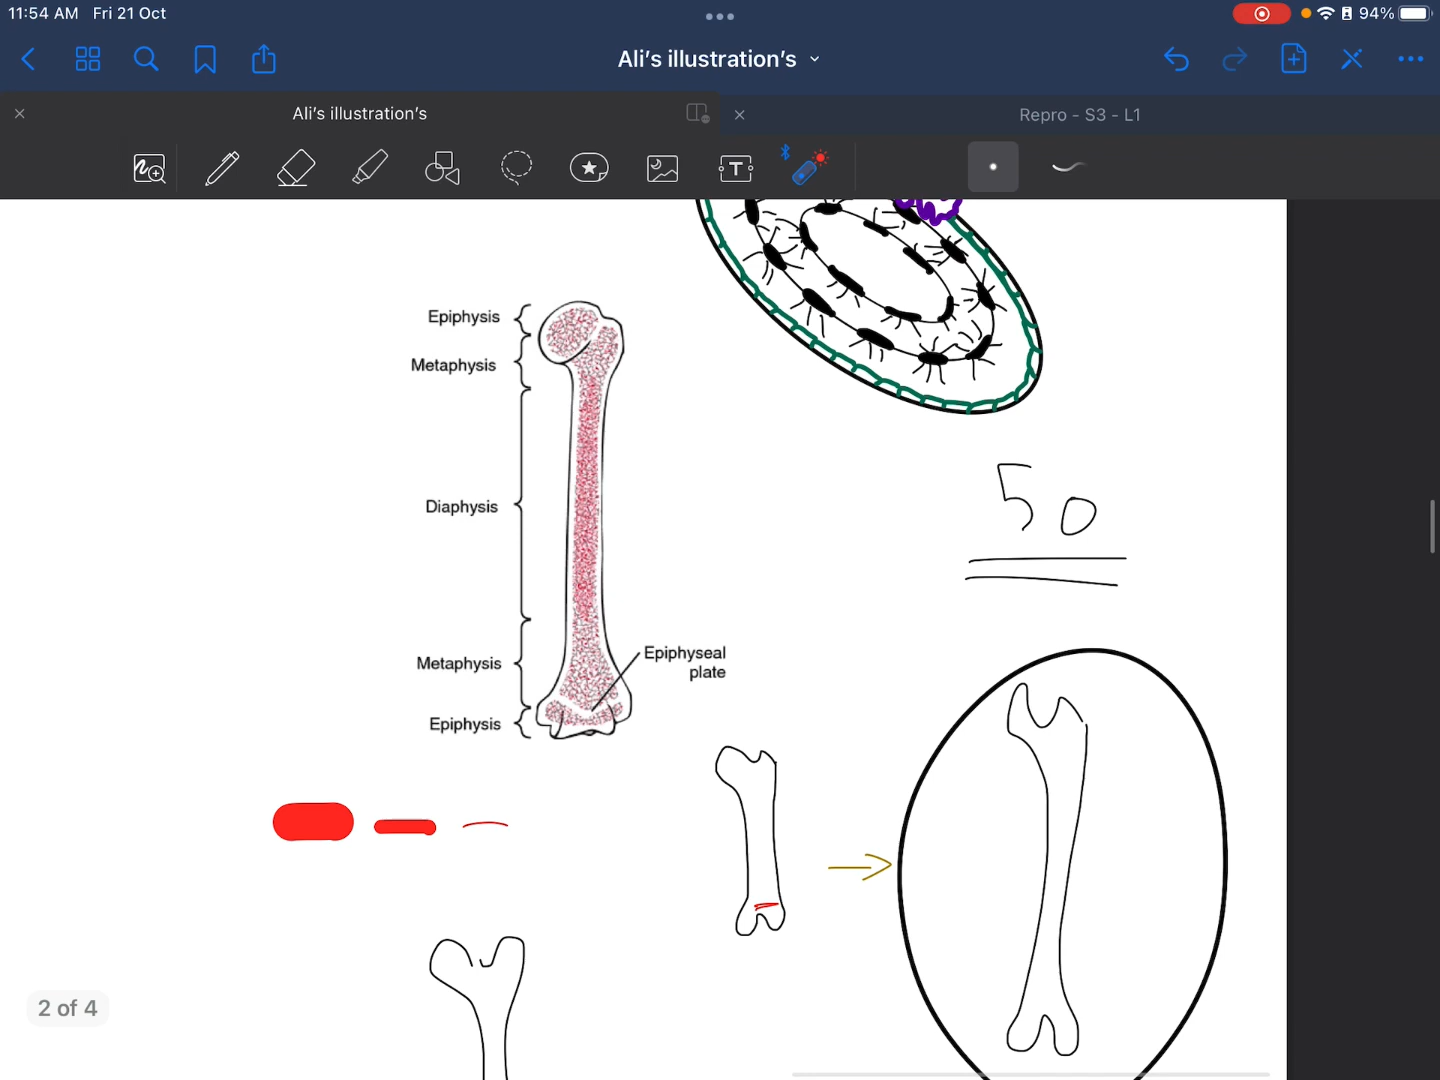 11:54 AM Fri 21 Oct
94%
Ali's illustration's
Ali's illustration's
Repro - S3 - L1
T
Epiphysis
Metaphysis
50
Diaphysis
Epiphyseal
plate
Metaphysis
Epiphysis
2 of 4